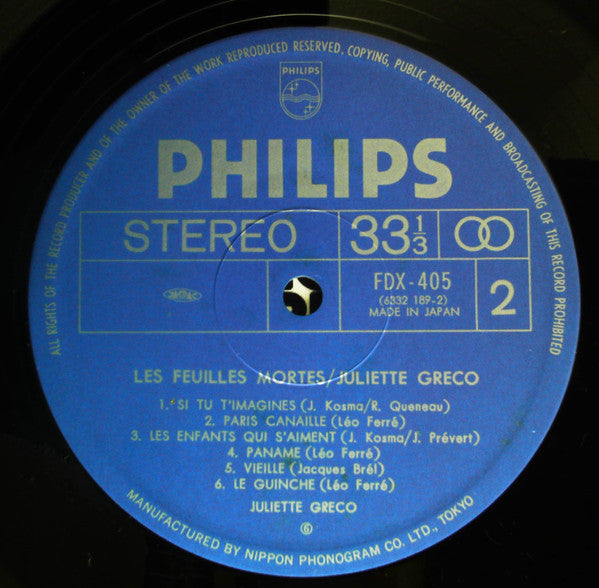 ALL RIGHTS OF THE RECORD PRODUCER AND OF THE OWNER OF THE WORK REPRODUCED RESERVED. COPYING, PUBLIC PERFORMANCE AND BROADCASTING OF THIS RECORD PROHIBITED
PHILIPS
PHILIPS
STEREO 33 1/3
FDX-405
(6332 189-2)
MADE IN JAPAN
2
LES FEUILLES MORTES/JULIETTE GRECO
1. SI TU T'IMAGINES (J. Kosma/R. Queneau)
2. PARIS CANAILLE (Léo Ferré)
3. LES ENFANTS QUI S'AIMENT (J. Kosma/J. Prévert)
4. PANAME (Léo Ferré)
5. VIEILLE (Jacques Brél)
6. LE GUINCHE (Léo Ferré)
JULIETTE GRECO
⑥
MANUFACTURED BY NIPPON PHONOGRAM CO. LTD., TOKYO